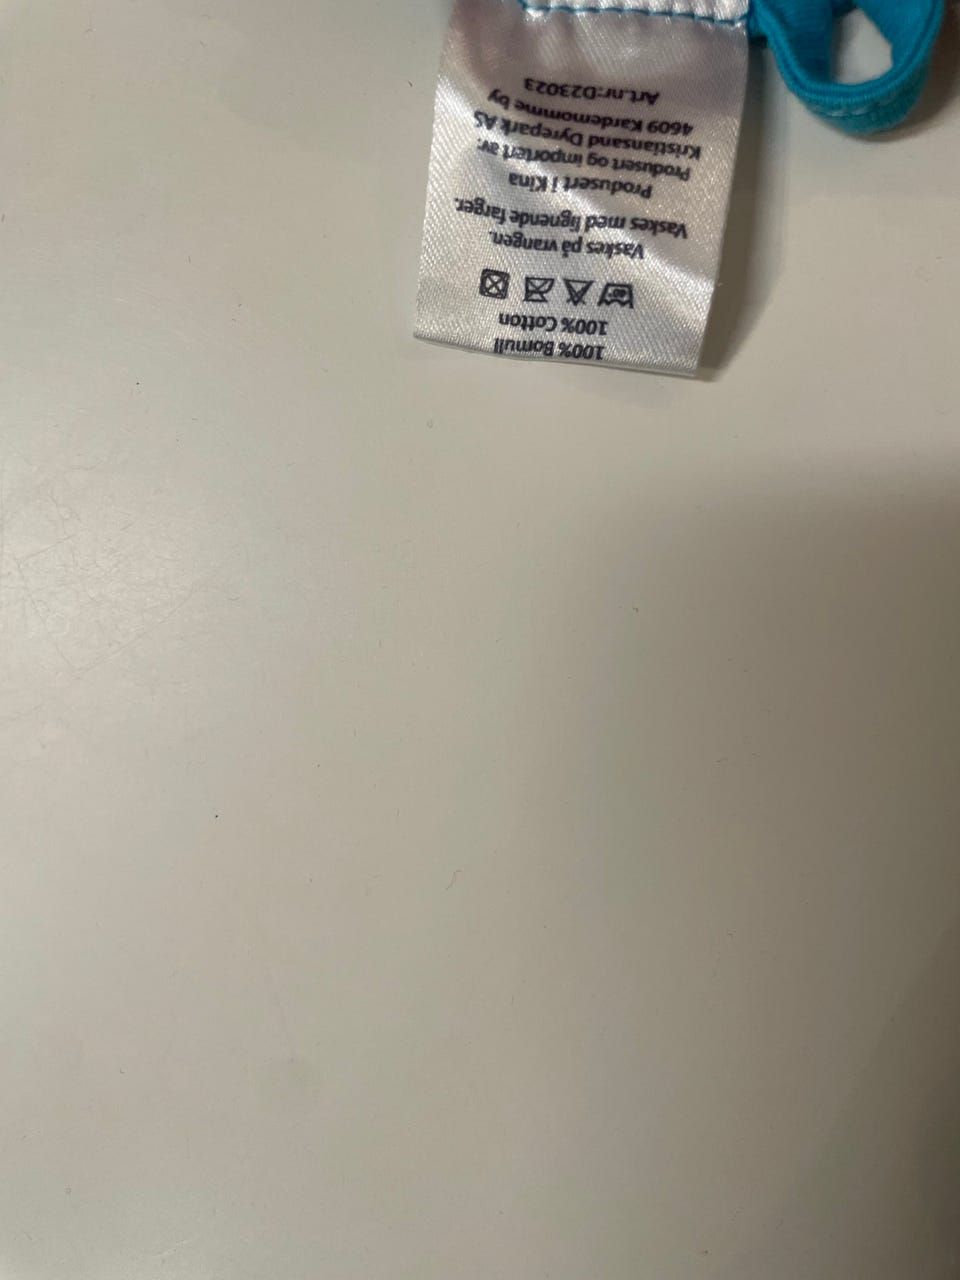 100% Bomull
100% Cotton
40
Vaskes på vrangen.
Vaskes med lignende farger.
Produsert i Kina
Produsert og importert av:
Kristiansand Dyrepark AS
4609 Kardemomme by
Art.nr:D23023